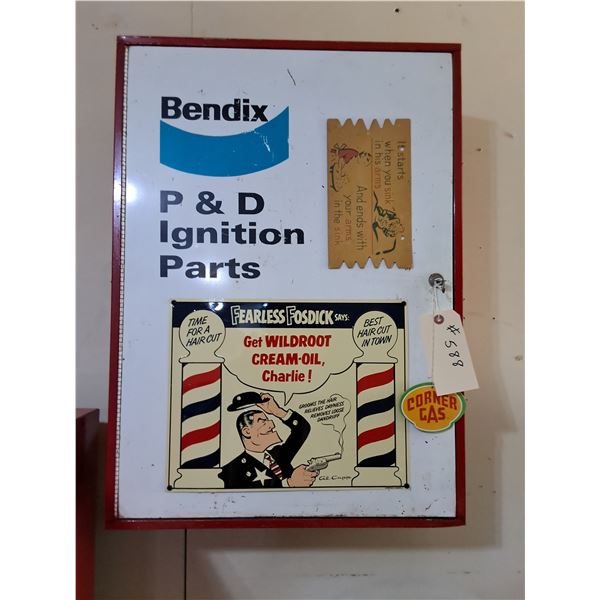 Bendix
P & D
Ignition
Parts
It starts
when you sink
in his arms
And ends with
your arms
in the sink
# 588
FEARLESS FOSDICK SAYS:
TIME
FOR A
HAIR CUT
Get WILDROOT
CREAM-OIL,
Charlie!
BEST
HAIR CUT
IN TOWN
GROOMS THE HAIR
RELIEVES DRYNESS
REMOVES LOOSE
DANDRUFF
Al Capp
CORNER
GAS